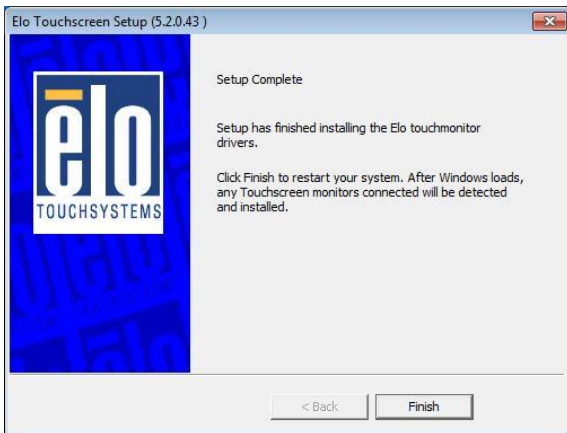 Elo Touchscreen Setup (5.2.0.43 )
Setup Complete
Setup has finished installing the Elo touchmonitor
drivers.
Click Finish to restart your system. After Windows loads,
any Touchscreen monitors connected will be detected
and installed.
ēlo
TOUCHSYSTEMS
< Back
Finish